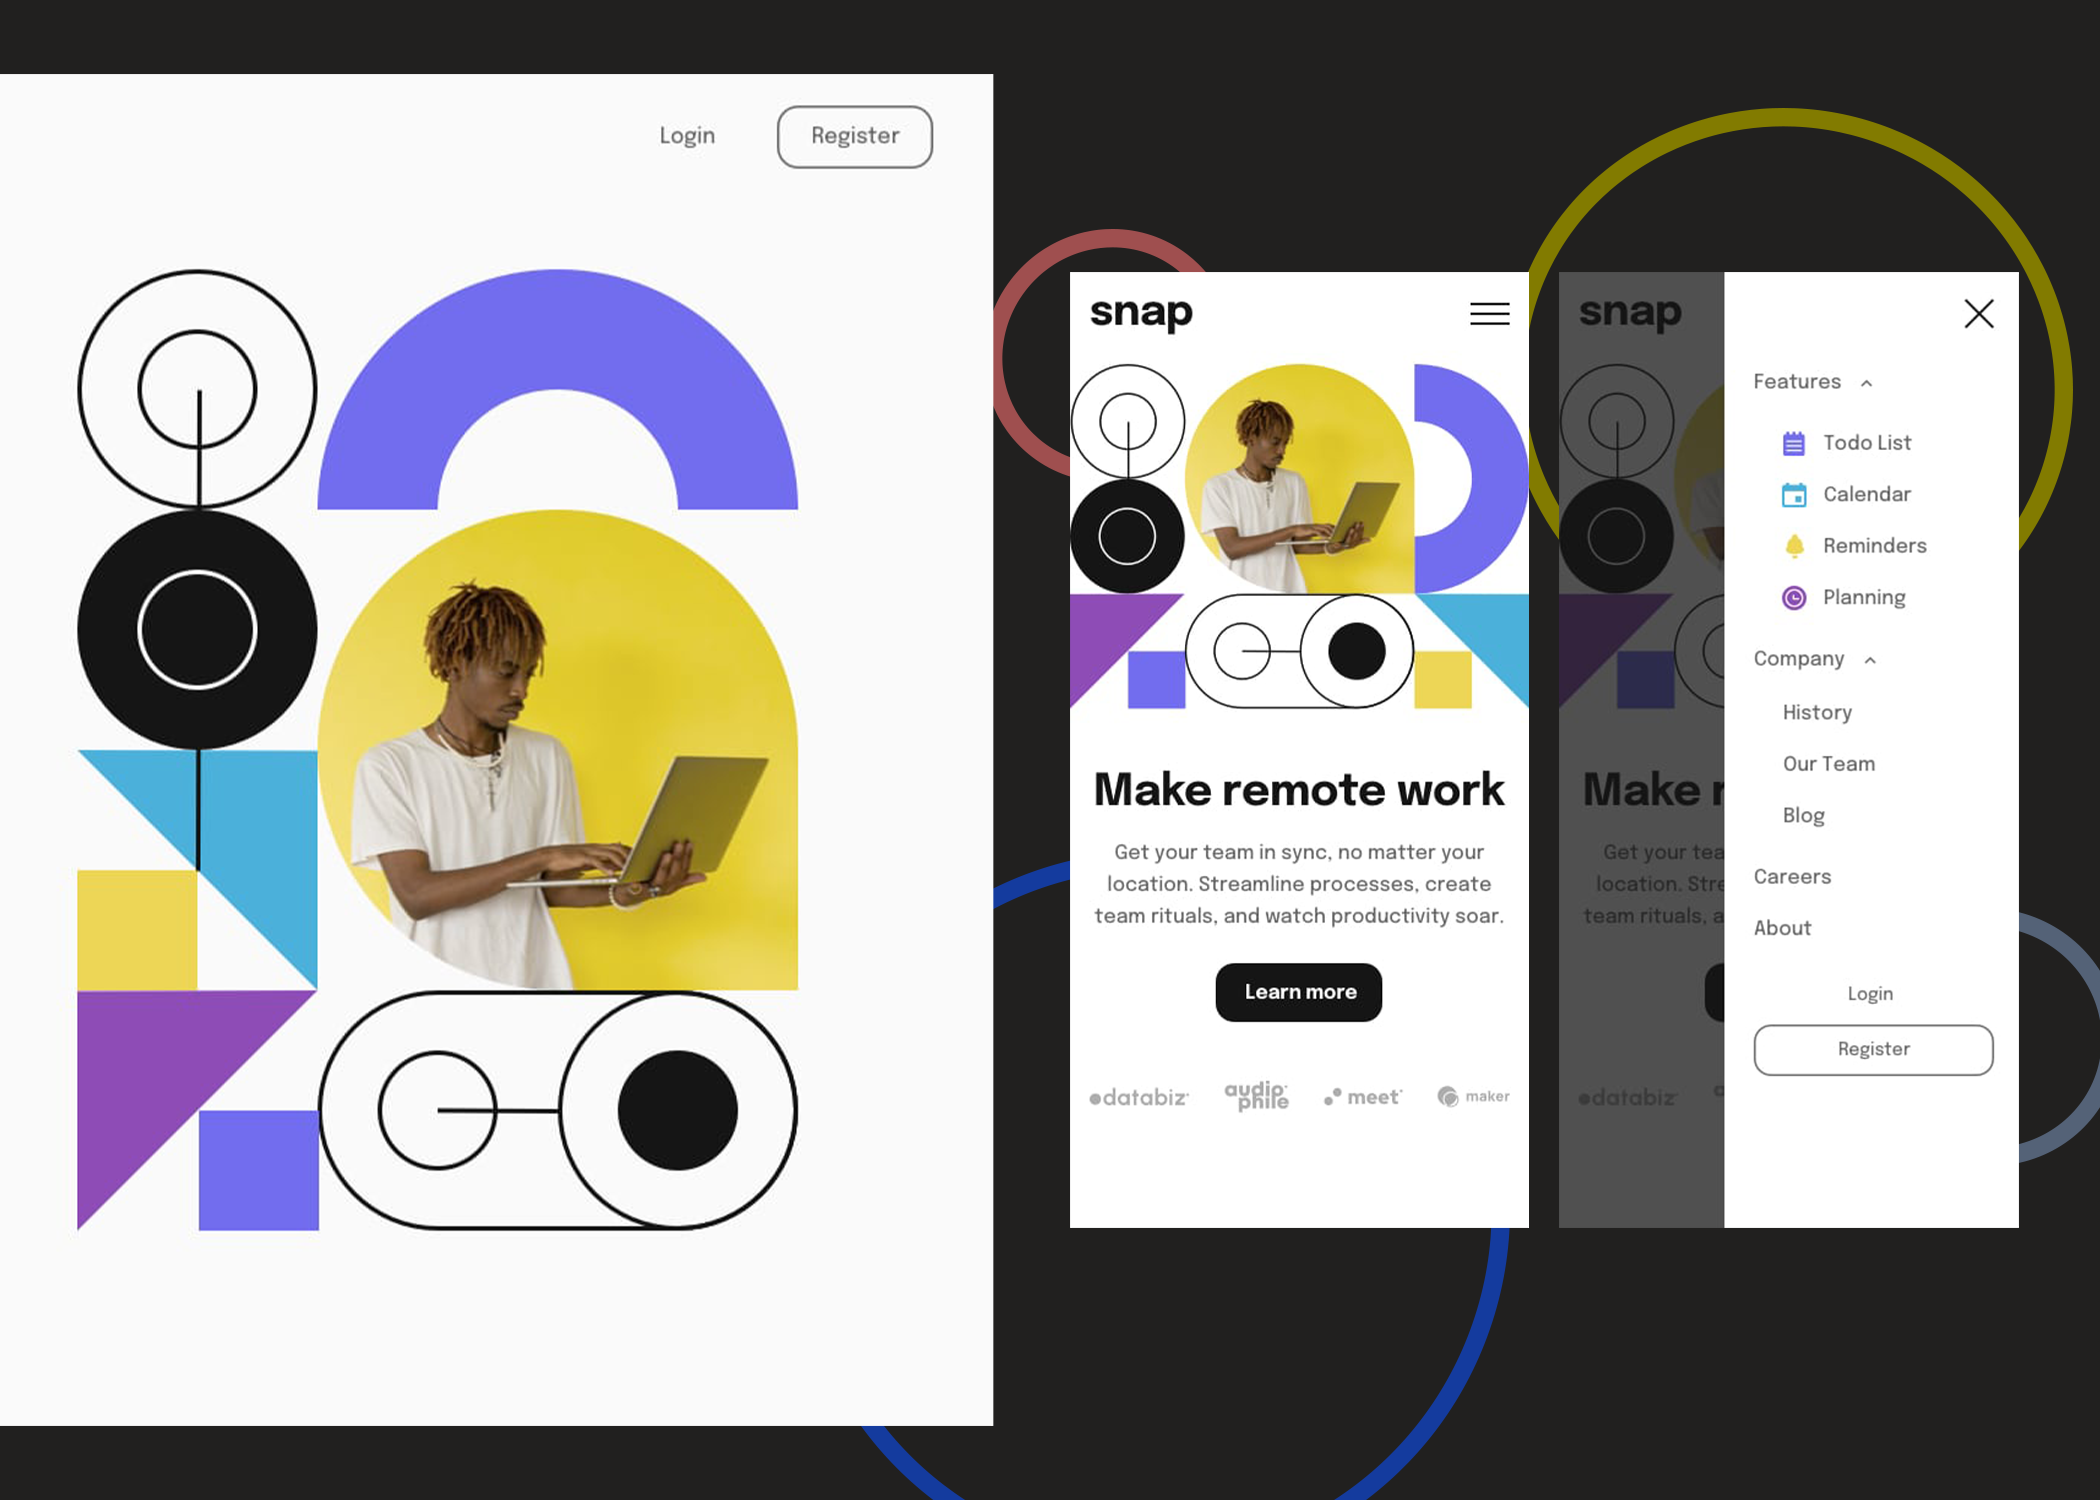 Login
Register
snap
Make remote work
Get your team in sync, no matter your
location. Streamline processes, create
team rituals, and watch productivity soar.
Learn more
databiz
audio
phile
meet
maker
snap
Make r
Get your tea
location. Stre
team rituals, a
databiz
Features
Todo List
Calendar
Reminders
Planning
Company
History
Our Team
Blog
Careers
About
Login
Register